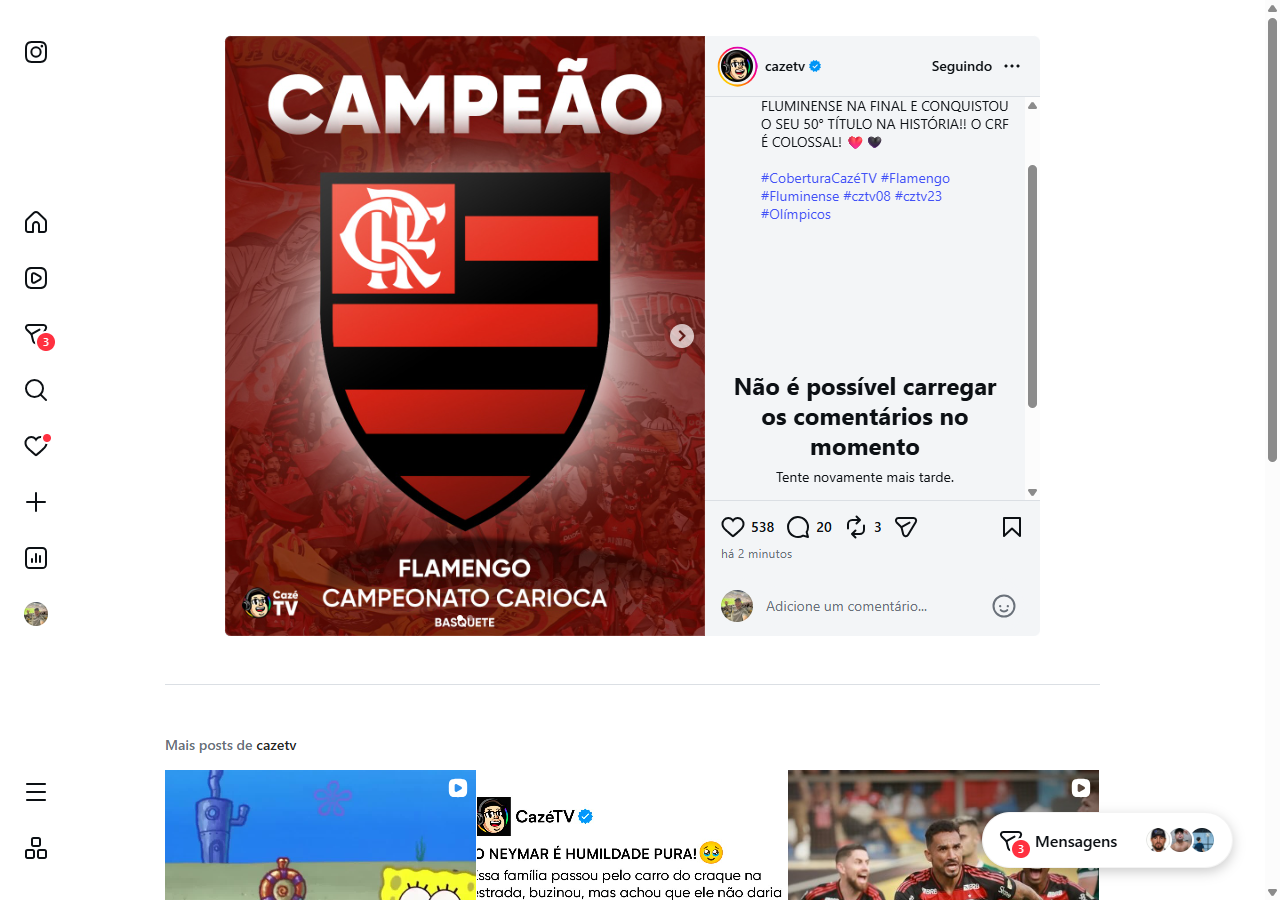 CAMPEÃO
CRF
FLAMENGO
CAMPEONATO CARIOCA
BASQUETE
Cazé
TV
cazetv
Seguindo
FLUMINENSE NA FINAL E CONQUISTOU
O SEU 50° TÍTULO NA HISTÓRIA!! O CRF
É COLOSSAL! ❤️ 🖤
#CoberturaCazéTV #Flamengo
#Fluminense #cztv08 #cztv23
#Olímpicos
Não é possível carregar
os comentários no
momento
Tente novamente mais tarde.
538
20
3
há 2 minutos
Adicione um comentário...
3
Mais posts de cazetv
CazéTV
O NEYMAR É HUMILDADE PURA! 🥹
Essa família passou pelo carro do craque na
estrada, buzinou, mas achou que ele não daria
3
Mensagens